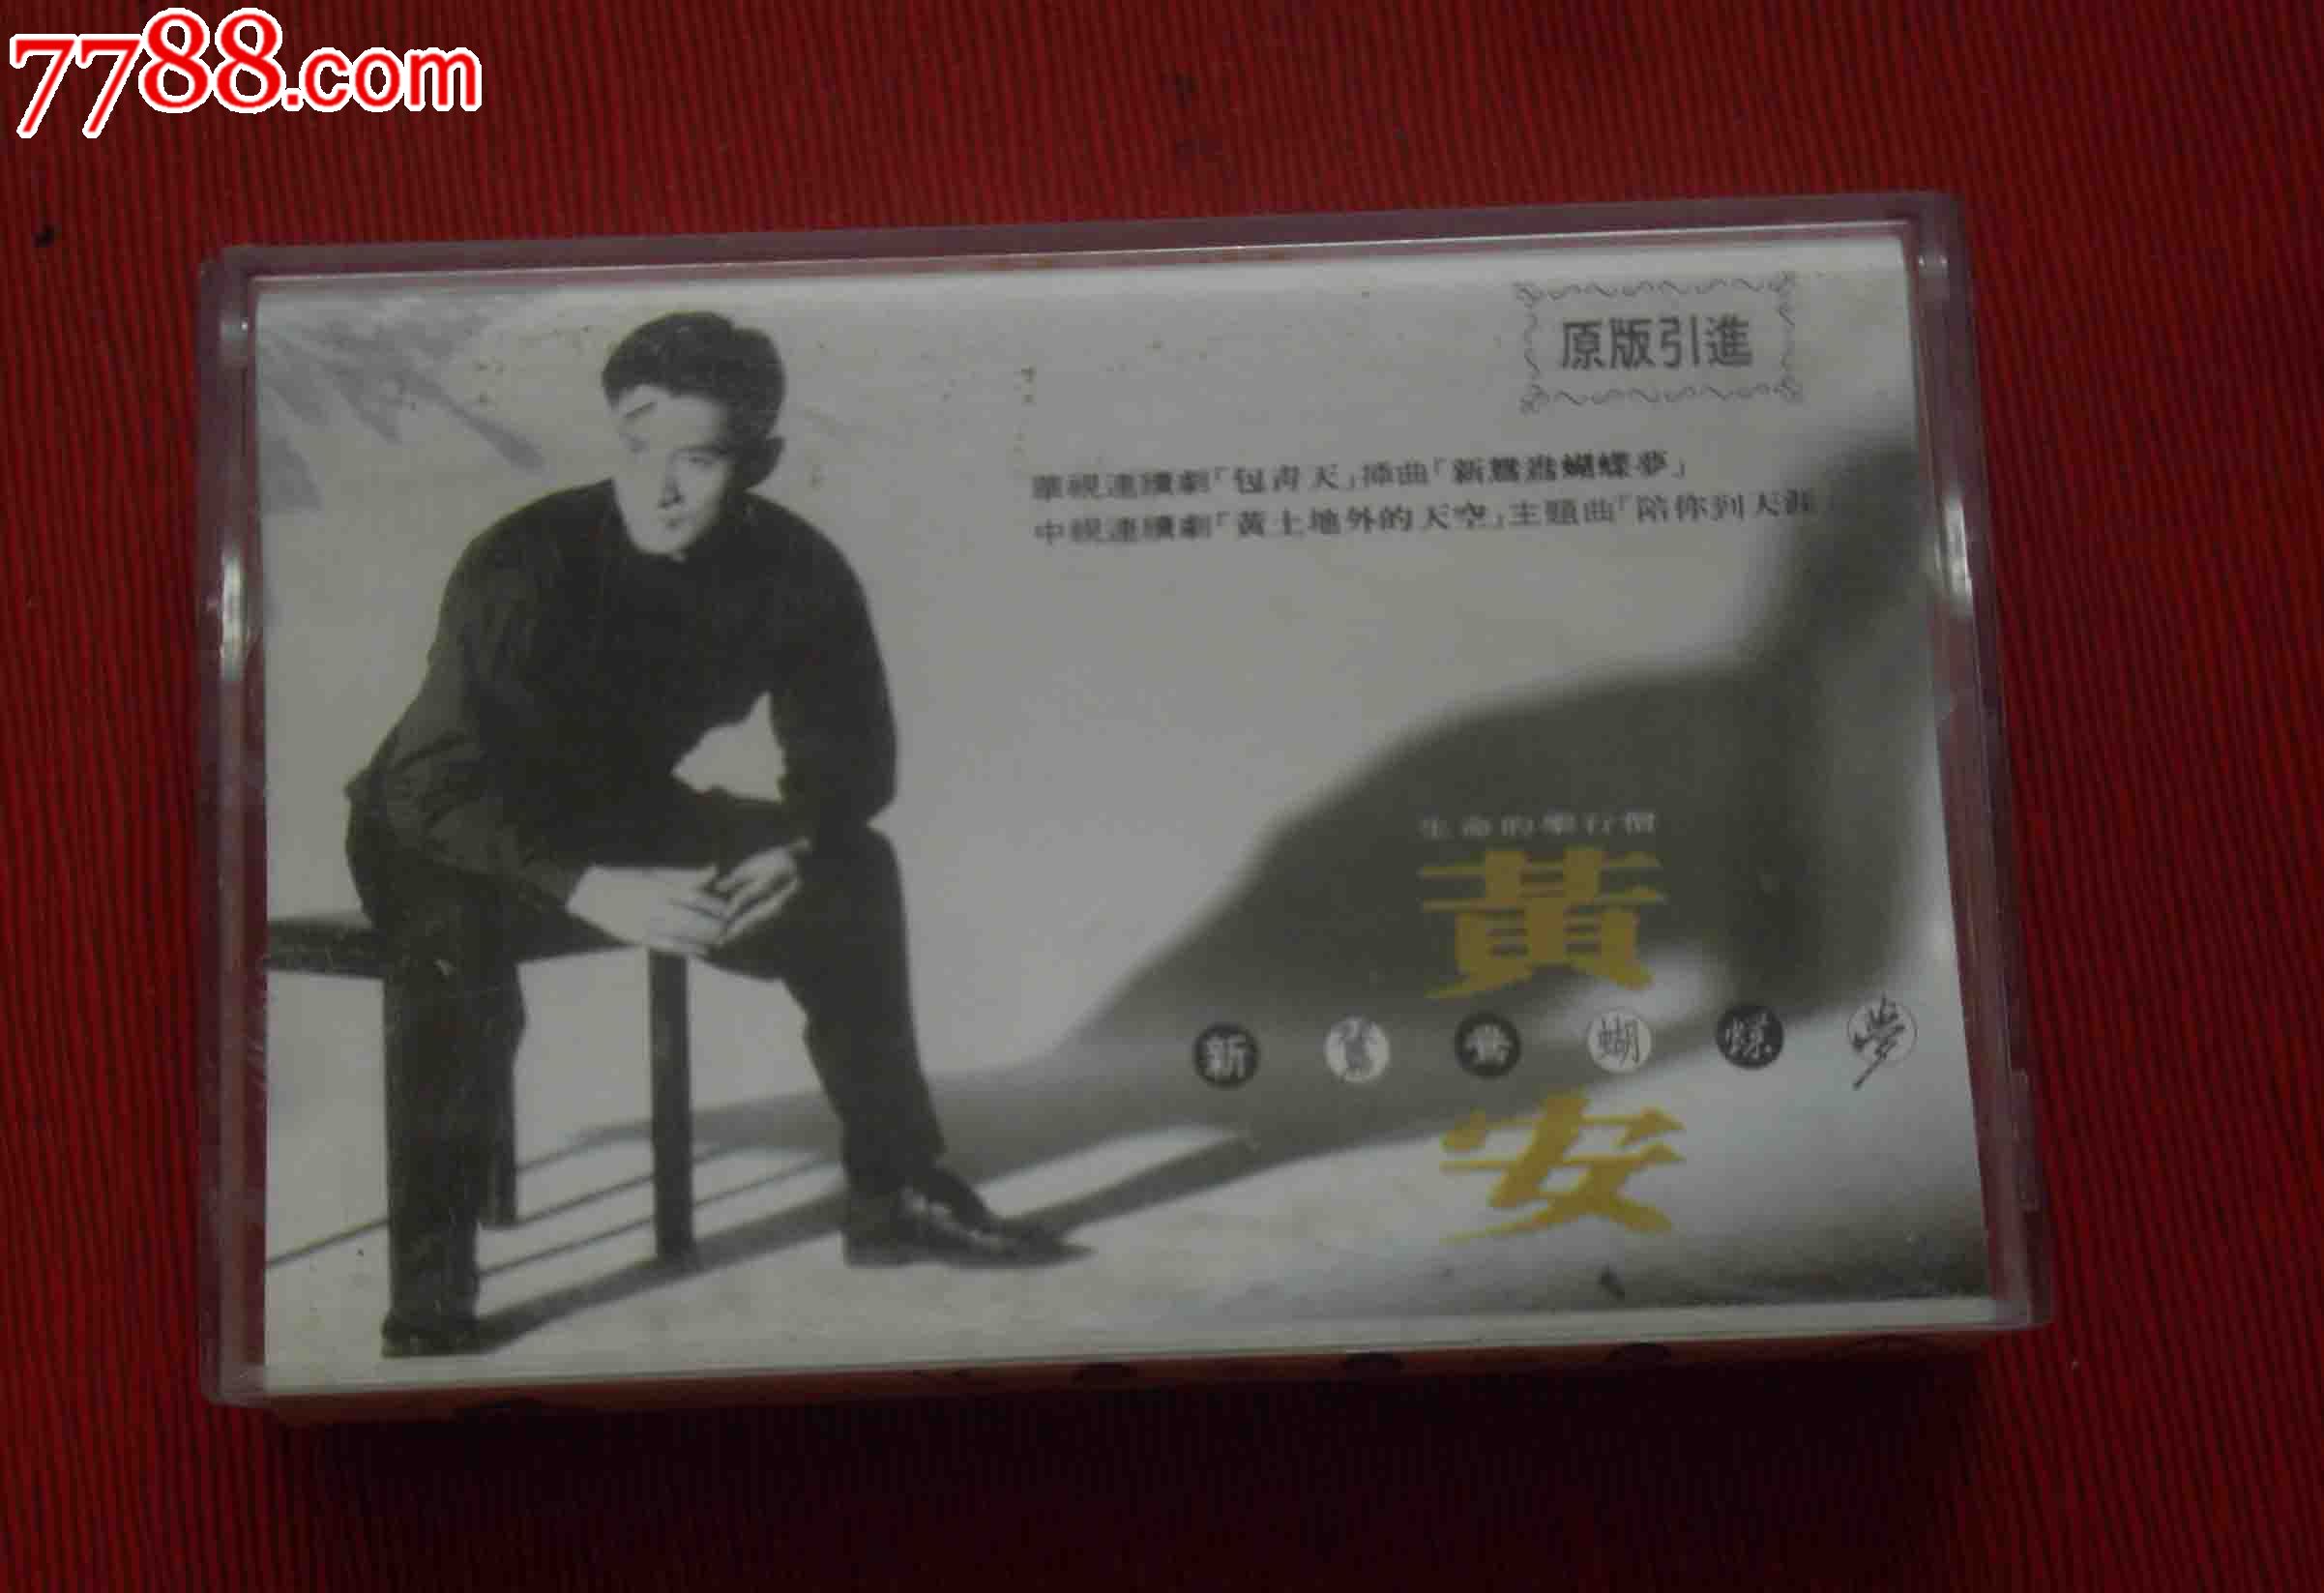 7788.com
原版引進
華視連續劇「包青天」插曲「新鴛鴦蝴蝶夢」
中視連續劇「黃土地外的天空」主題曲「陪你到天涯」
生命的樂行僧
黃
新鴛鴦蝴蝶夢
安